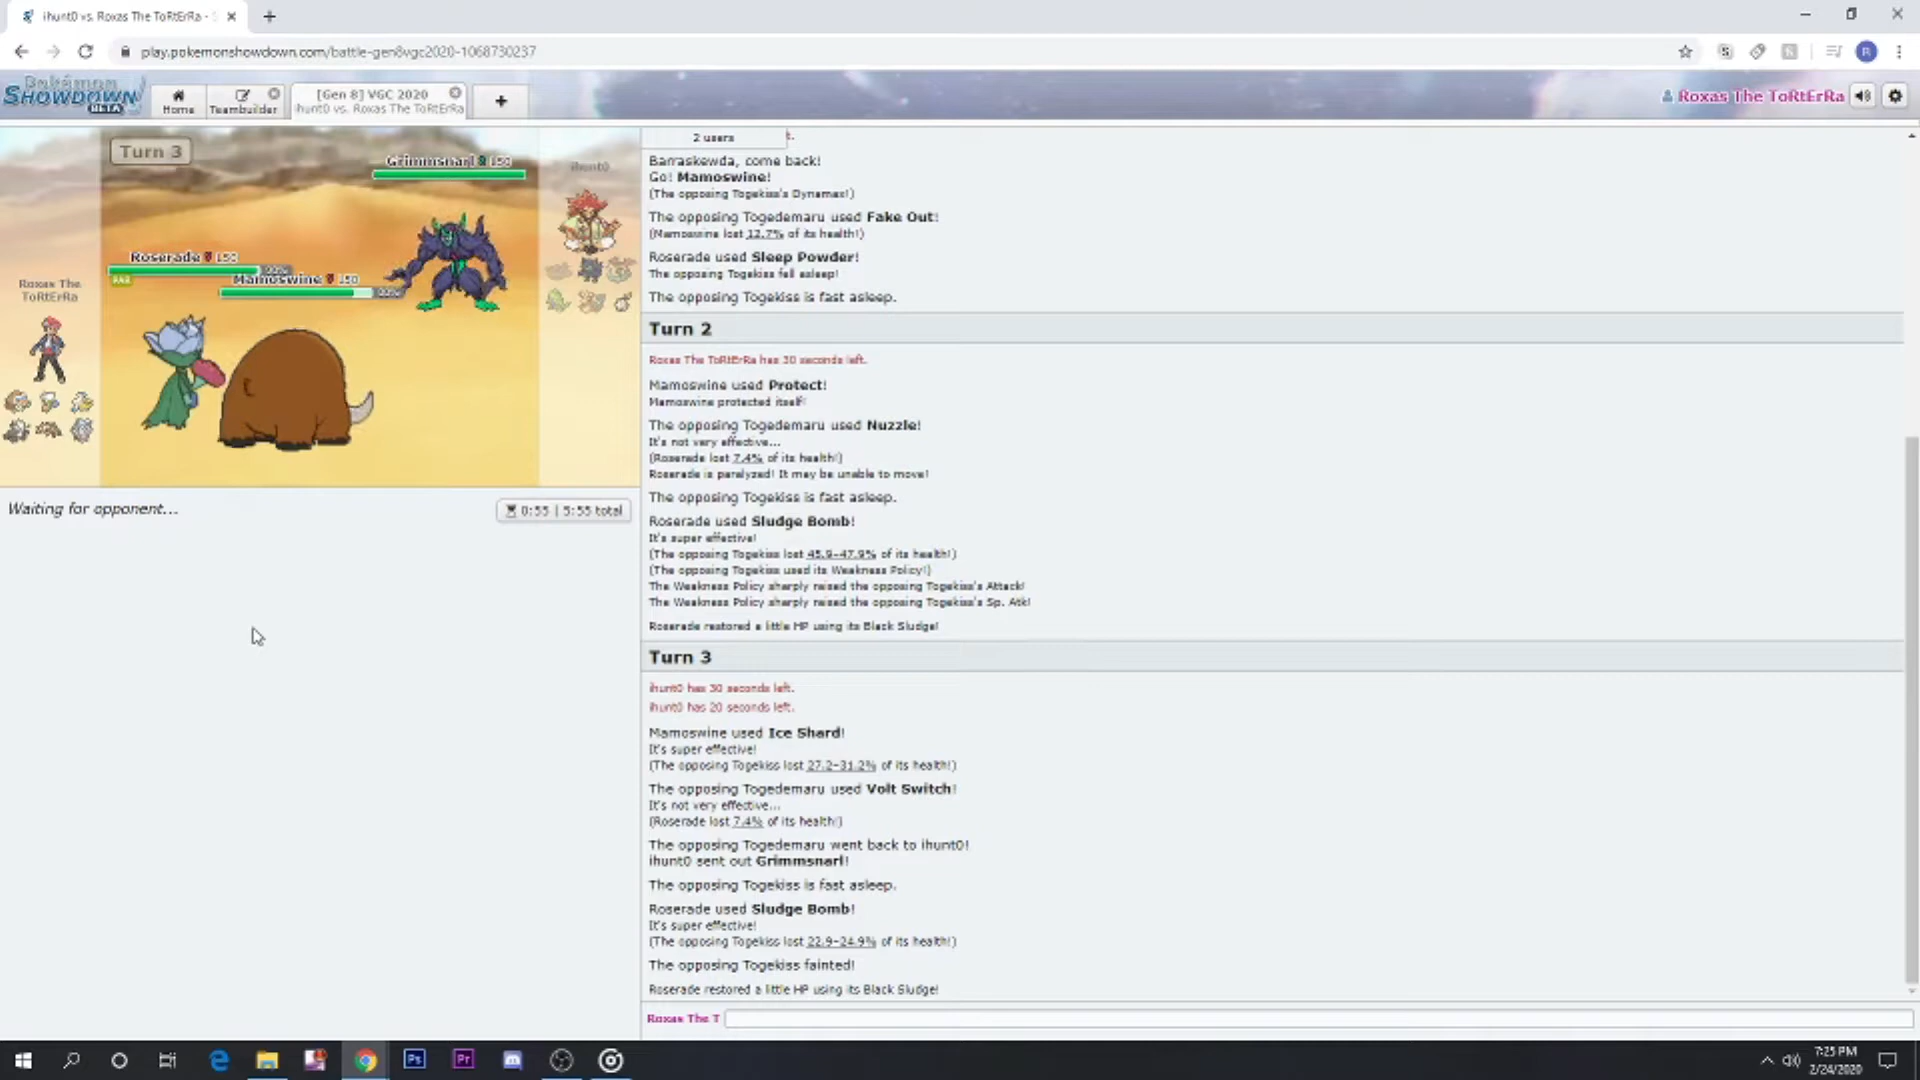 ihunt0 vs. Roxas The ToRtErRa - S
play.pokemonshowdown.com/battle-gen8vgc2020-1068730237
R
Pokémon
SHOWDOWN
BETA
Home
Teambuilder
[Gen 8] VGC 2020
ihunt0 vs. Roxas The ToRtErRa
Roxas The ToRtErRa
Turn 3
Grimmsnarl L50
ihunt0
Roserade L50
PAR
Mamoswine L50
Roxas The
ToRtErRa
Waiting for opponent...
0:55 | 5:55 total
2 users
Barraskewda, come back!
Go! Mamoswine!
(The opposing Togekiss's Dynamax!)
The opposing Togedemaru used Fake Out!
(Mamoswine lost 12.7% of its health!)
Roserade used Sleep Powder!
The opposing Togekiss fell asleep!
The opposing Togekiss is fast asleep.
Turn 2
Roxas The ToRtErRa has 30 seconds left.
Mamoswine used Protect!
Mamoswine protected itself!
The opposing Togedemaru used Nuzzle!
It's not very effective...
(Roserade lost 7.4% of its health!)
Roserade is paralyzed! It may be unable to move!
The opposing Togekiss is fast asleep.
Roserade used Sludge Bomb!
It's super effective!
(The opposing Togekiss lost 45.9-47.9% of its health!)
(The opposing Togekiss used its Weakness Policy!)
The Weakness Policy sharply raised the opposing Togekiss's Attack!
The Weakness Policy sharply raised the opposing Togekiss's Sp. Atk!
Roserade restored a little HP using its Black Sludge!
Turn 3
ihunt0 has 30 seconds left.
ihunt0 has 20 seconds left.
Mamoswine used Ice Shard!
It's super effective!
(The opposing Togekiss lost 27.2-31.2% of its health!)
The opposing Togedemaru used Volt Switch!
It's not very effective...
(Roserade lost 7.4% of its health!)
The opposing Togedemaru went back to ihunt0!
ihunt0 sent out Grimmsnarl!
The opposing Togekiss is fast asleep.
Roserade used Sludge Bomb!
It's super effective!
(The opposing Togekiss lost 22.9-24.9% of its health!)
The opposing Togekiss fainted!
Roserade restored a little HP using its Black Sludge!
Roxas The T
Ps
Pr
7:25 PM
2/24/2020